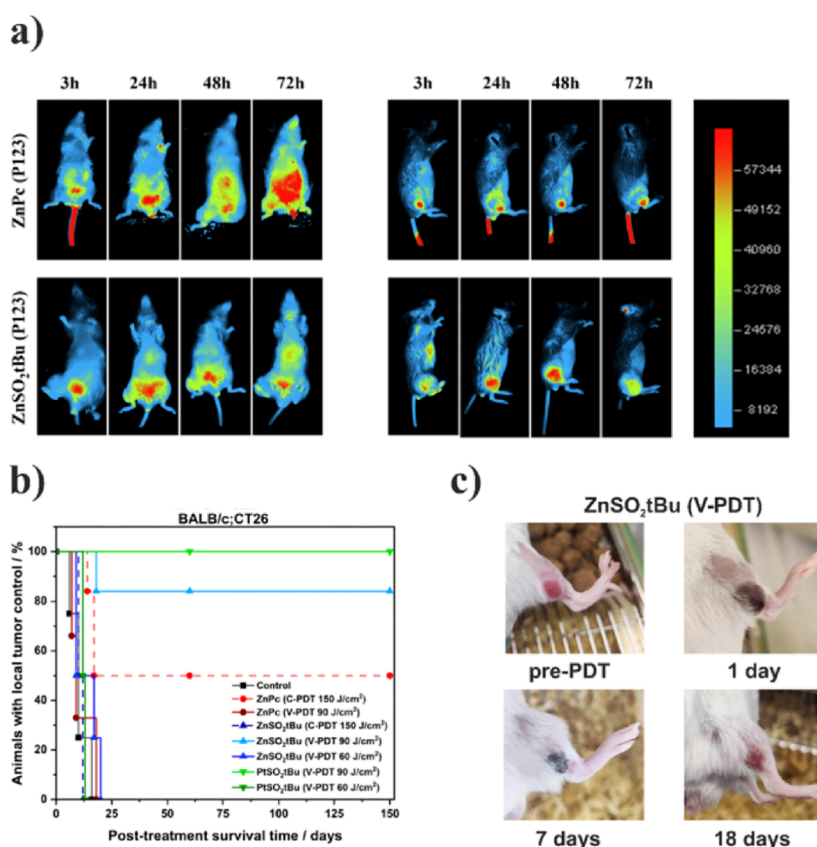 a)
3h 24h 48h 72h 3h 24h 48h 72h
ZnPc (P123)
ZnSO₂tBu (P123)
57344
49152
40960
32768
24576
16384
8192
b)
BALB/c;CT26
Animals with local tumor control / %
100
80
60
40
20
0
Control
ZnPc (C-PDT 150 J/cm²)
ZnPc (V-PDT 90 J/cm²)
ZnSO₂tBu (C-PDT 150 J/cm²)
ZnSO₂tBu (V-PDT 90 J/cm²)
ZnSO₂tBu (V-PDT 60 J/cm²)
PtSO₂tBu (V-PDT 90 J/cm²)
PtSO₂tBu (V-PDT 60 J/cm²)
0 25 50 75 100 125 150
Post-treatment survival time / days
c)
ZnSO₂tBu (V-PDT)
pre-PDT 1 day
7 days 18 days